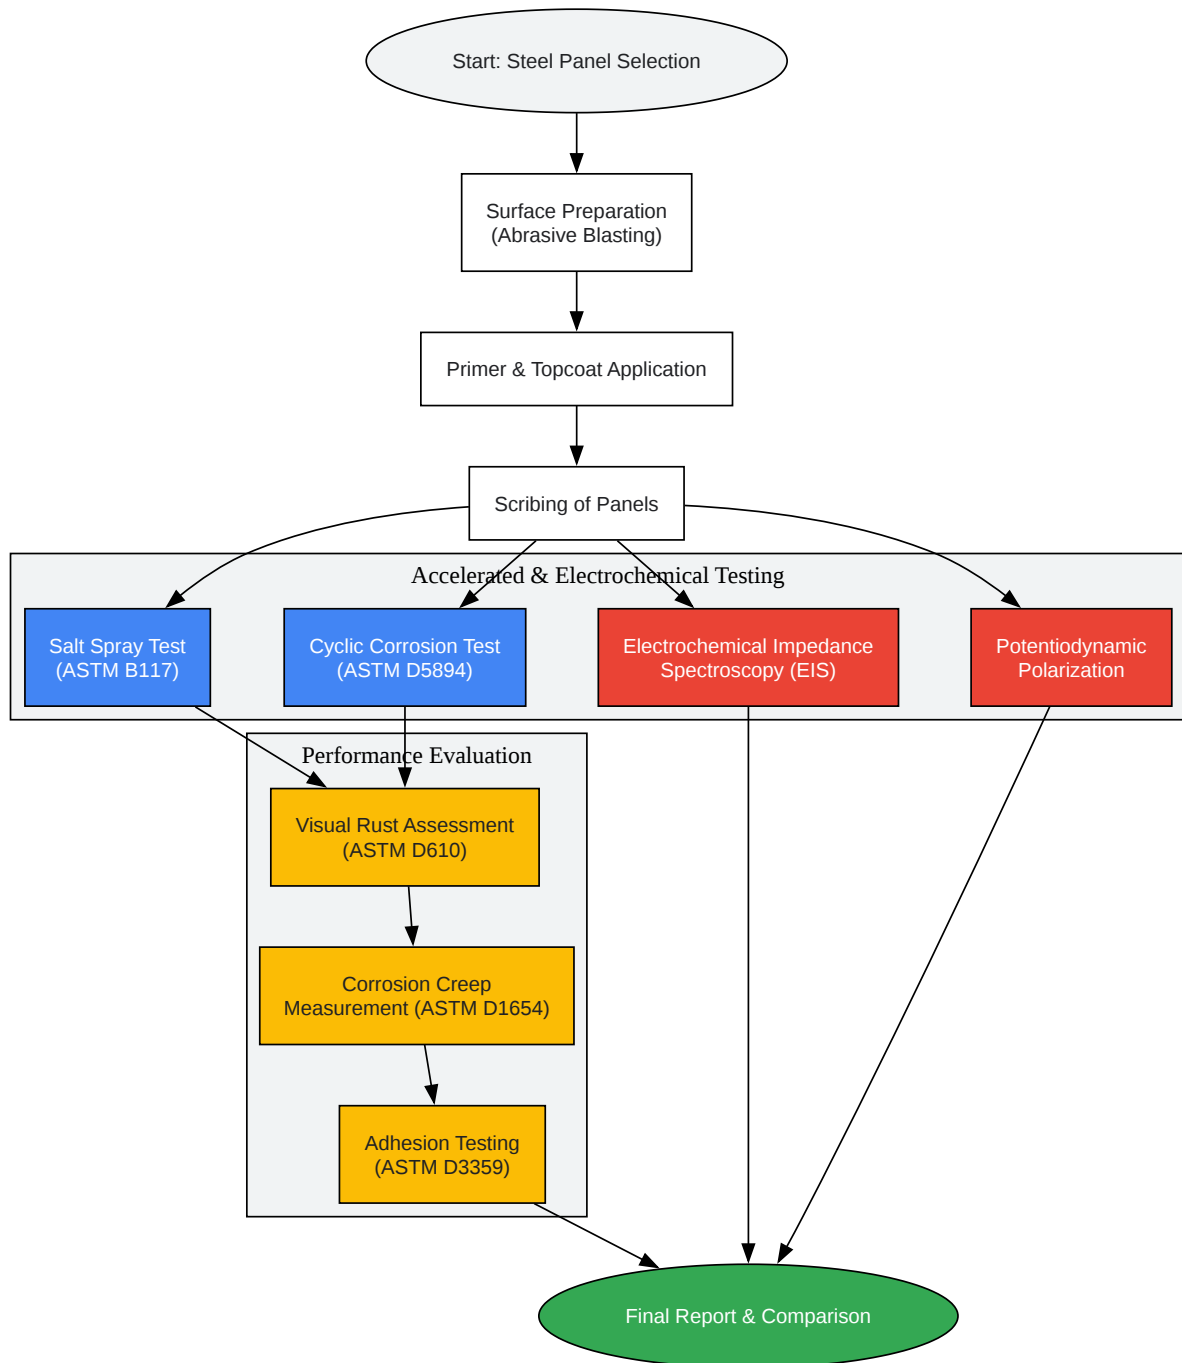 Start: Steel Panel Selection
Surface Preparation
(Abrasive Blasting)
Primer & Topcoat Application
Scribing of Panels
Accelerated & Electrochemical Testing
Salt Spray Test
(ASTM B117)
Cyclic Corrosion Test
(ASTM D5894)
Electrochemical Impedance
Spectroscopy (EIS)
Potentiodynamic
Polarization
Performance Evaluation
Visual Rust Assessment
(ASTM D610)
Corrosion Creep
Measurement (ASTM D1654)
Adhesion Testing
(ASTM D3359)
Final Report & Comparison